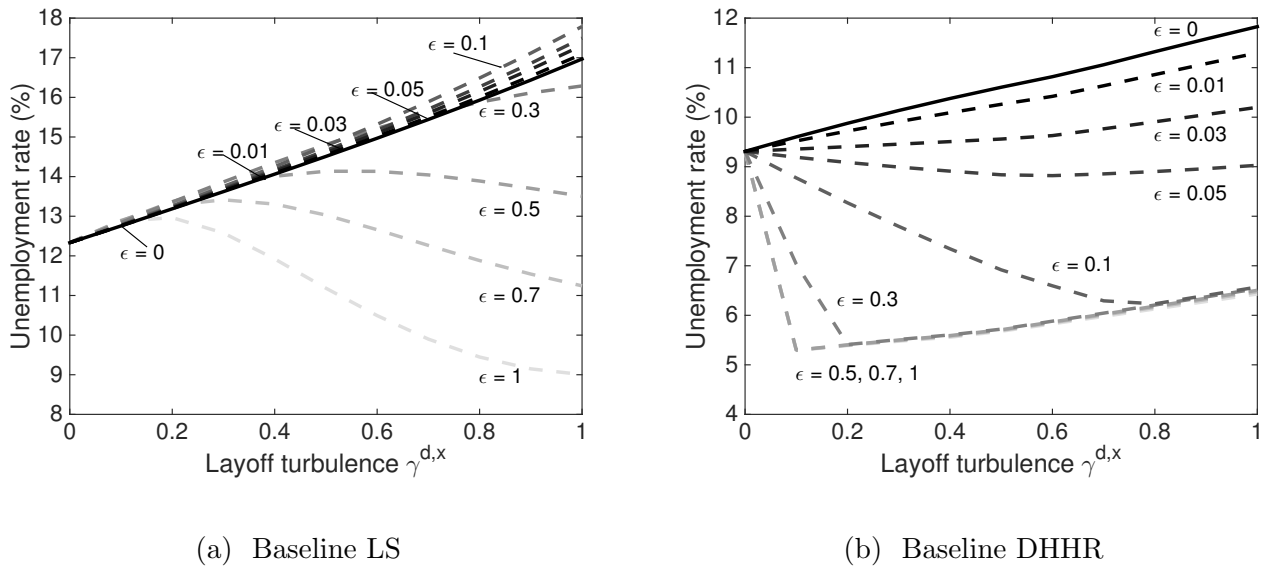 18
17
16
15
14
13
12
11
10
9
8
Unemployment rate (%)
ϵ = 0.1
ϵ = 0.05
ϵ = 0.3
ϵ = 0.03
ϵ = 0.01
ϵ = 0
ϵ = 0.5
ϵ = 0.7
ϵ = 1
0 0.2 0.4 0.6 0.8 1
Layoff turbulence γ^d,x
(a) Baseline LS
12
11
10
9
8
7
6
5
4
Unemployment rate (%)
ϵ = 0
ϵ = 0.01
ϵ = 0.03
ϵ = 0.05
ϵ = 0.1
ϵ = 0.3
ϵ = 0.5, 0.7, 1
0 0.2 0.4 0.6 0.8 1
Layoff turbulence γ^d,x
(b) Baseline DHHR